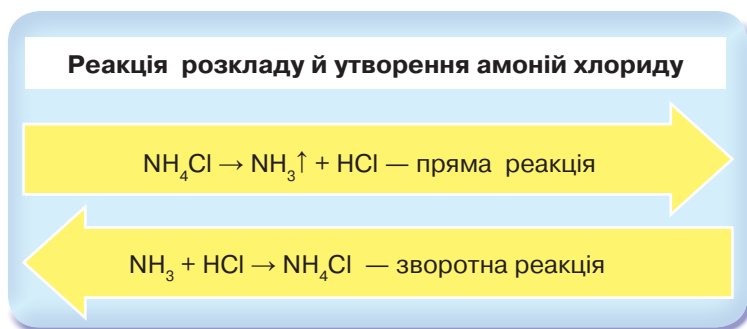 Реакція розкладу й утворення амоній хлориду
NH₄Cl → NH₃↑ + HCl — пряма реакція
NH₃ + HCl → NH₄Cl — зворотна реакція